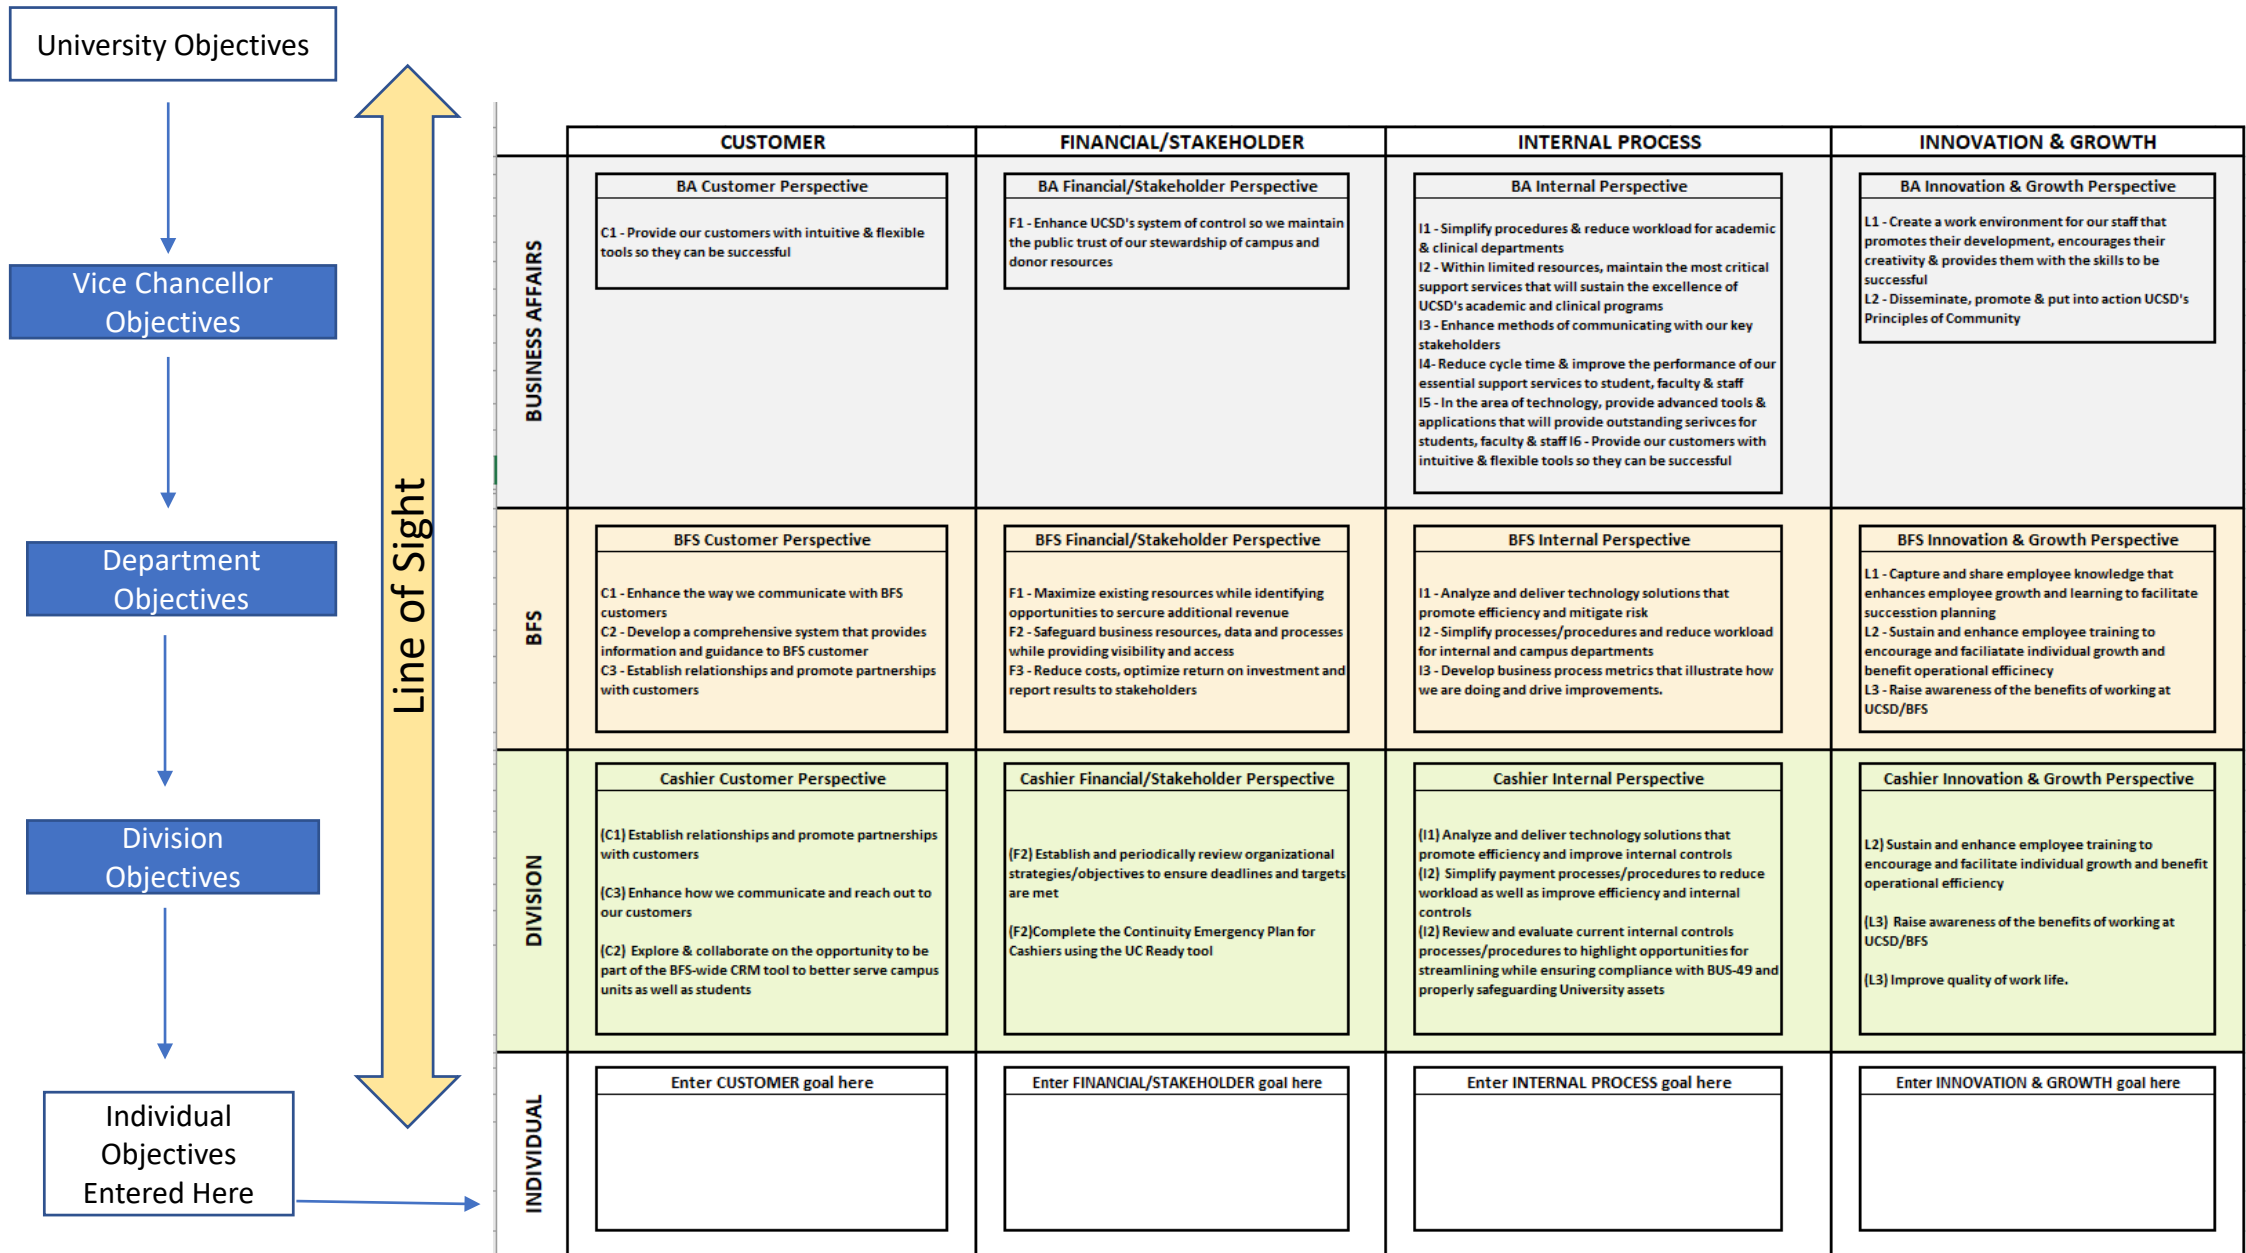 University Objectives
Vice Chancellor
Objectives
Department
Objectives
Division
Objectives
Individual
Objectives
Entered Here
Line of Sight
CUSTOMER
FINANCIAL/STAKEHOLDER
INTERNAL PROCESS
INNOVATION & GROWTH
BUSINESS AFFAIRS
BA Customer Perspective
C1 - Provide our customers with intuitive & flexible
tools so they can be successful
BA Financial/Stakeholder Perspective
F1 - Enhance UCSD's system of control so we maintain
the public trust of our stewardship of campus and
donor resources
BA Internal Perspective
I1 - Simplify procedures & reduce workload for academic
& clinical departments
I2 - Within limited resources, maintain the most critical
support services that will sustain the excellence of
UCSD's academic and clinical programs
I3 - Enhance methods of communicating with our key
stakeholders
I4- Reduce cycle time & improve the performance of our
essential support services to student, faculty & staff
I5 - In the area of technology, provide advanced tools &
applications that will provide outstanding serivces for
students, faculty & staff I6 - Provide our customers with
intuitive & flexible tools so they can be successful
BA Innovation & Growth Perspective
L1 - Create a work environment for our staff that
promotes their development, encourages their
creativity & provides them with the skills to be
successful
L2 - Disseminate, promote & put into action UCSD's
Principles of Community
BFS
BFS Customer Perspective
C1 - Enhance the way we communicate with BFS
customers
C2 - Develop a comprehensive system that provides
information and guidance to BFS customer
C3 - Establish relationships and promote partnerships
with customers
BFS Financial/Stakeholder Perspective
F1 - Maximize existing resources while identifying
opportunities to sercure additional revenue
F2 - Safeguard business resources, data and processes
while providing visibility and access
F3 - Reduce costs, optimize return on investment and
report results to stakeholders
BFS Internal Perspective
I1 - Analyze and deliver technology solutions that
promote efficiency and mitigate risk
I2 - Simplify processes/procedures and reduce workload
for internal and campus departments
I3 - Develop business process metrics that illustrate how
we are doing and drive improvements.
BFS Innovation & Growth Perspective
L1 - Capture and share employee knowledge that
enhances employee growth and learning to facilitate
successtion planning
L2 - Sustain and enhance employee training to
encourage and faciliatate individual growth and
benefit operational efficinecy
L3 - Raise awareness of the benefits of working at
UCSD/BFS
DIVISION
Cashier Customer Perspective
(C1) Establish relationships and promote partnerships
with customers
(C3) Enhance how we communicate and reach out to
our customers
(C2) Explore & collaborate on the opportunity to be
part of the BFS-wide CRM tool to better serve campus
units as well as students
Cashier Financial/Stakeholder Perspective
(F2) Establish and periodically review organizational
strategies/objectives to ensure deadlines and targets
are met
(F2)Complete the Continuity Emergency Plan for
Cashiers using the UC Ready tool
Cashier Internal Perspective
(I1) Analyze and deliver technology solutions that
promote efficiency and improve internal controls
(I2) Simplify payment processes/procedures to reduce
workload as well as improve efficiency and internal
controls
(I2) Review and evaluate current internal controls
processes/procedures to highlight opportunities for
streamlining while ensuring compliance with BUS-49 and
properly safeguarding University assets
Cashier Innovation & Growth Perspective
L2) Sustain and enhance employee training to
encourage and facilitate individual growth and benefit
operational efficiency
(L3) Raise awareness of the benefits of working at
UCSD/BFS
(L3) Improve quality of work life.
INDIVIDUAL
Enter CUSTOMER goal here
Enter FINANCIAL/STAKEHOLDER goal here
Enter INTERNAL PROCESS goal here
Enter INNOVATION & GROWTH goal here